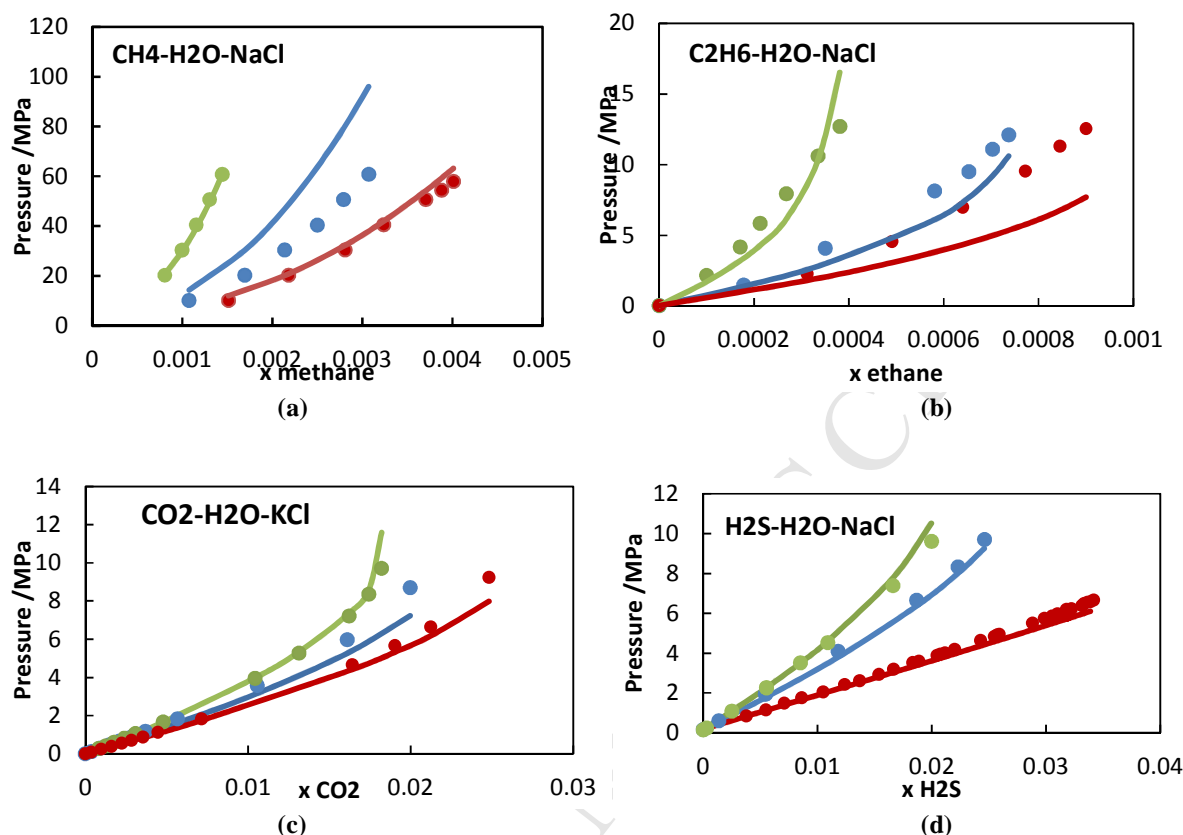 120
100
80
60
40
20
0
Pressure /MPa
CH4-H2O-NaCl
0 0.001 0.002 0.003 0.004 0.005
x methane
(a)
20
15
10
5
0
Pressure /MPa
C2H6-H2O-NaCl
0 0.0002 0.0004 0.0006 0.0008 0.001
x ethane
(b)
14
12
10
8
6
4
2
0
Pressure /MPa
CO2-H2O-KCl
0 0.01 0.02 0.03
x CO2
(c)
12
10
8
6
4
2
0
Pressure /MPa
H2S-H2O-NaCl
0 0.01 0.02 0.03 0.04
x H2S
(d)